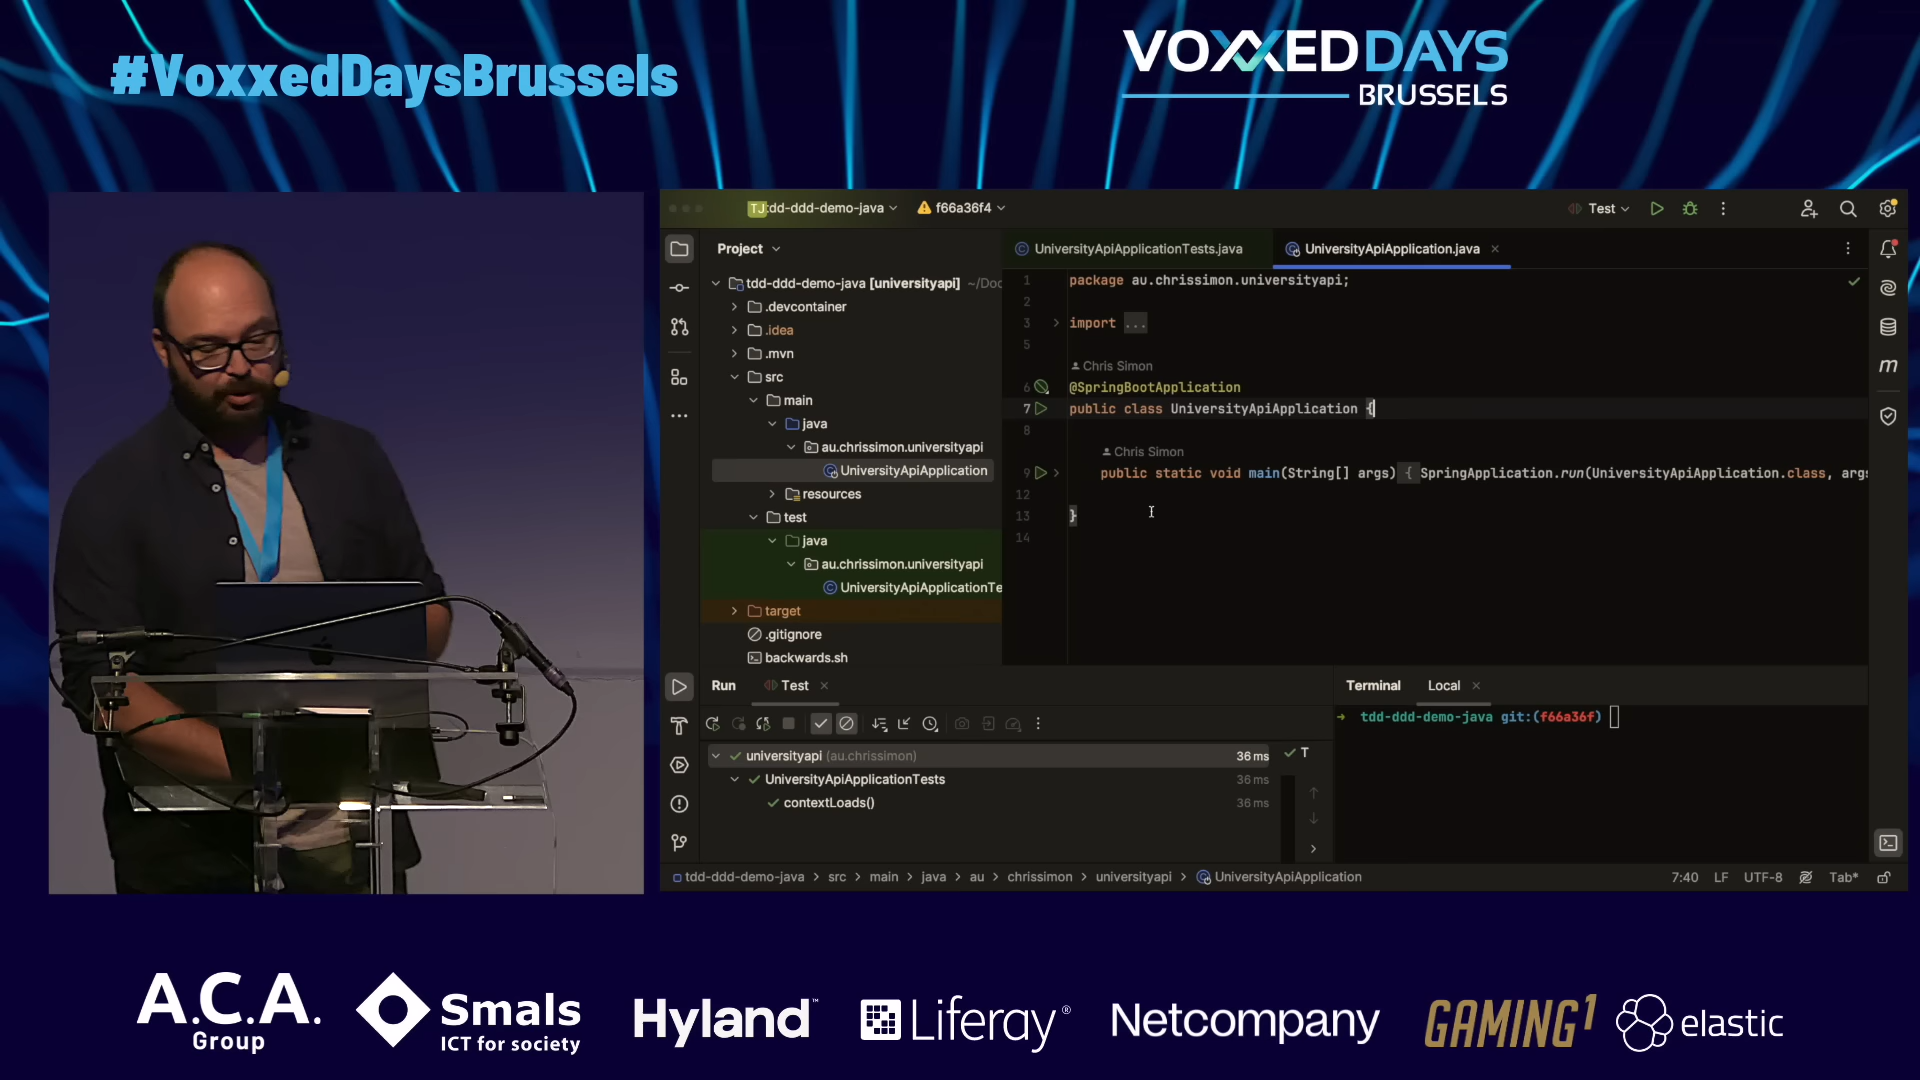 #VoxxedDaysBrussels
VOXXED DAYS
BRUSSELS
TJ tdd-ddd-demo-java
f66a36f4
Test
Project
UniversityApiApplicationTests.java
UniversityApiApplication.java
tdd-ddd-demo-java [universityapi] ~/Doc
.devcontainer
.idea
.mvn
src
main
java
au.chrissimon.universityapi
UniversityApiApplication
resources
test
java
au.chrissimon.universityapi
UniversityApiApplicationTe
target
.gitignore
backwards.sh
1 package au.chrissimon.universityapi;
2
3 import ...
5
Chris Simon
6 @SpringBootApplication
7 public class UniversityApiApplication {
8
Chris Simon
9 public static void main(String[] args) { SpringApplication.run(UniversityApiApplication.class, args
12
13 }
14
Run
Test
universityapi (au.chrissimon) 36 ms
UniversityApiApplicationTests 36 ms
contextLoads() 36 ms
T
Terminal
Local
tdd-ddd-demo-java git:(f66a36f)
tdd-ddd-demo-java > src > main > java > au > chrissimon > universityapi > UniversityApiApplication
7:40 LF UTF-8 Tab*
A.C.A.
Group
Smals
ICT for society
Hyland™
Liferay®
Netcompany
GAMING1
elastic